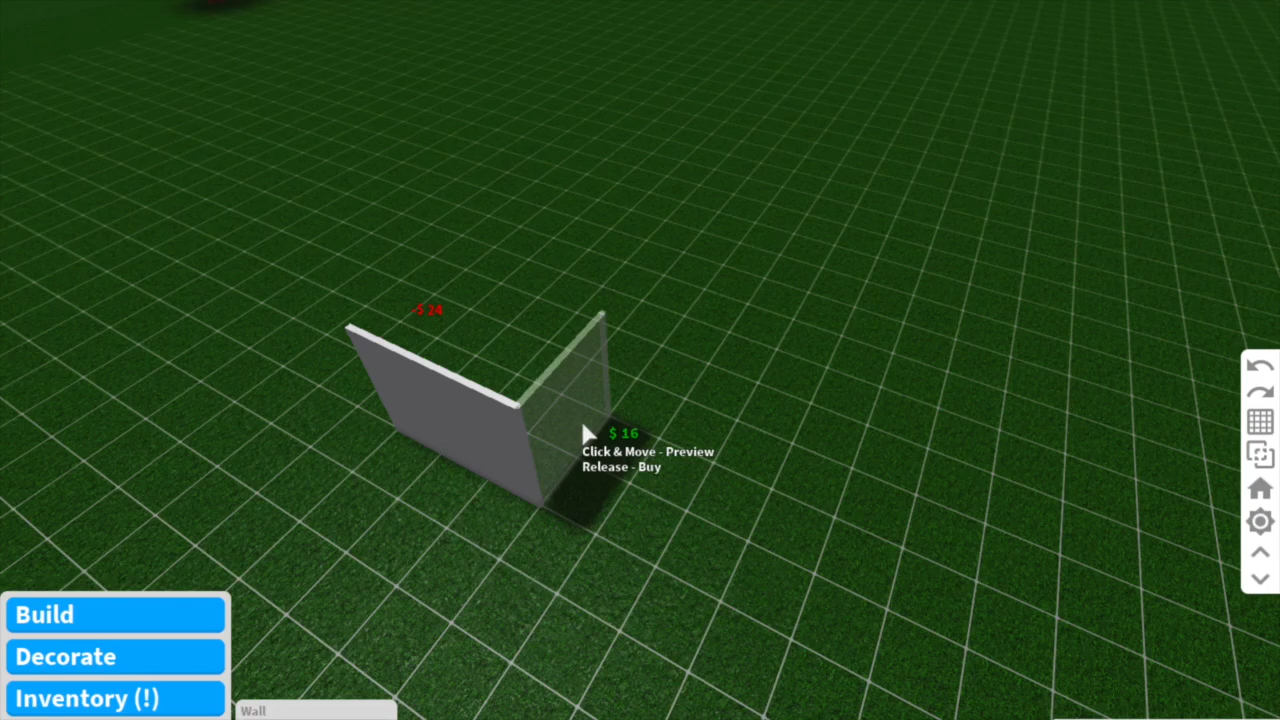 -$ 24
$ 16
Click & Move - Preview
Release - Buy
Build
Decorate
Inventory (!)
Wall